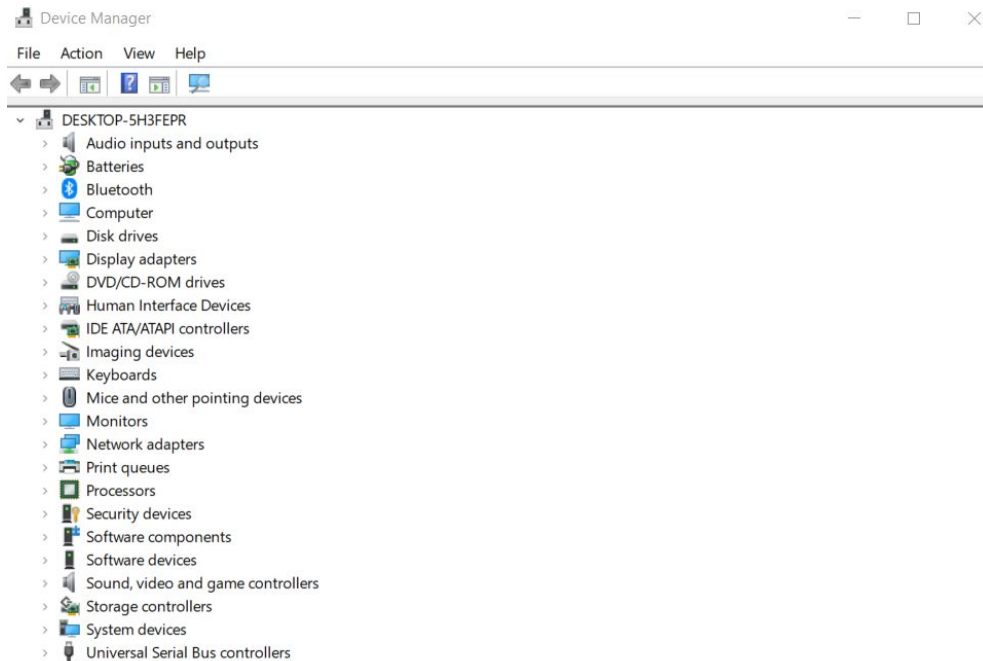 Device Manager
File Action View Help
DESKTOP-5H3FEPR
Audio inputs and outputs
Batteries
Bluetooth
Computer
Disk drives
Display adapters
DVD/CD-ROM drives
Human Interface Devices
IDE ATA/ATAPI controllers
Imaging devices
Keyboards
Mice and other pointing devices
Monitors
Network adapters
Print queues
Processors
Security devices
Software components
Software devices
Sound, video and game controllers
Storage controllers
System devices
Universal Serial Bus controllers